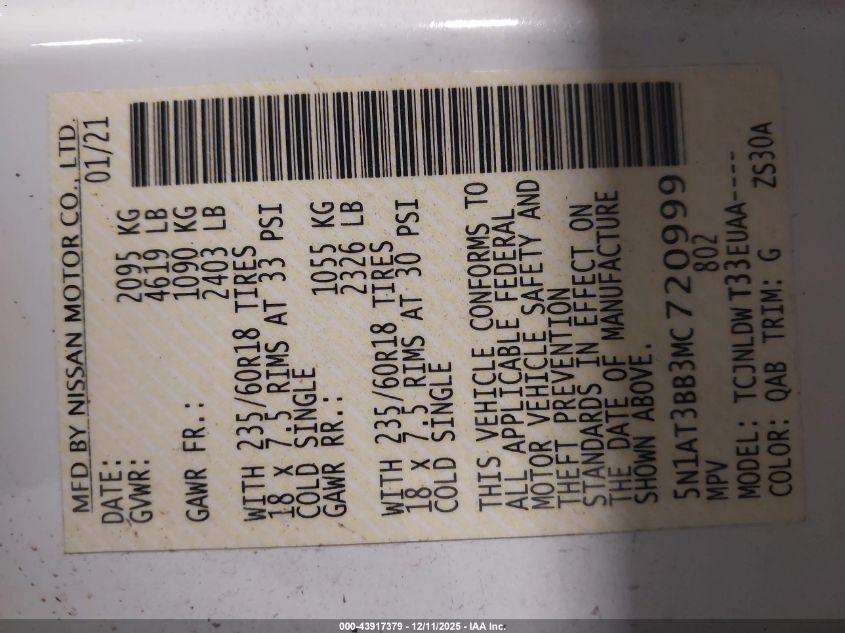 MFD BY NISSAN MOTOR CO., LTD.
DATE: 01/21
GVWR: 2095 KG
4619 LB
GAWR FR.: 1090 KG
2403 LB
WITH 235/60R18 TIRES
18 X 7.5 RIMS AT 33 PSI
COLD SINGLE
GAWR RR.: 1055 KG
2326 LB
WITH 235/60R18 TIRES
18 X 7.5 RIMS AT 30 PSI
COLD SINGLE
THIS VEHICLE CONFORMS TO
ALL APPLICABLE FEDERAL
MOTOR VEHICLE SAFETY AND
THEFT PREVENTION
STANDARDS IN EFFECT ON
THE DATE OF MANUFACTURE
SHOWN ABOVE.
5N1AT3BB3MC720999
MPV 802
MODEL: TCJNLDWT33EUAA----
COLOR: QAB TRIM: G ZS30A
000-43917379 - 12/11/2025 - IAA Inc.